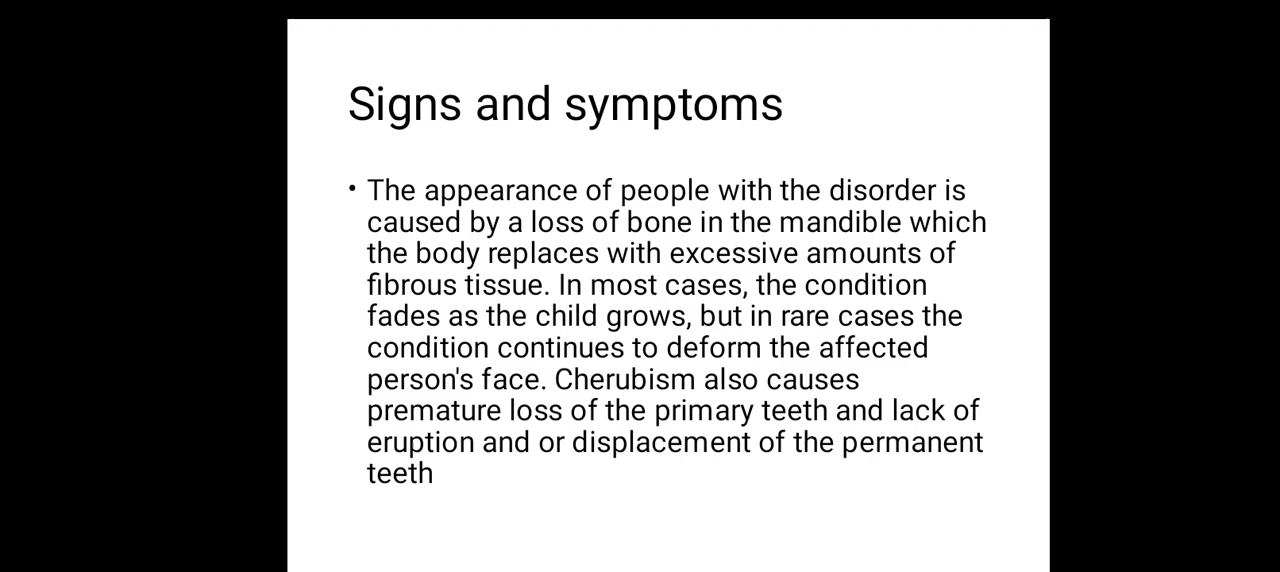 Signs and symptoms
• The appearance of people with the disorder is
caused by a loss of bone in the mandible which
the body replaces with excessive amounts of
fibrous tissue. In most cases, the condition
fades as the child grows, but in rare cases the
condition continues to deform the affected
person's face. Cherubism also causes
premature loss of the primary teeth and lack of
eruption and or displacement of the permanent
teeth